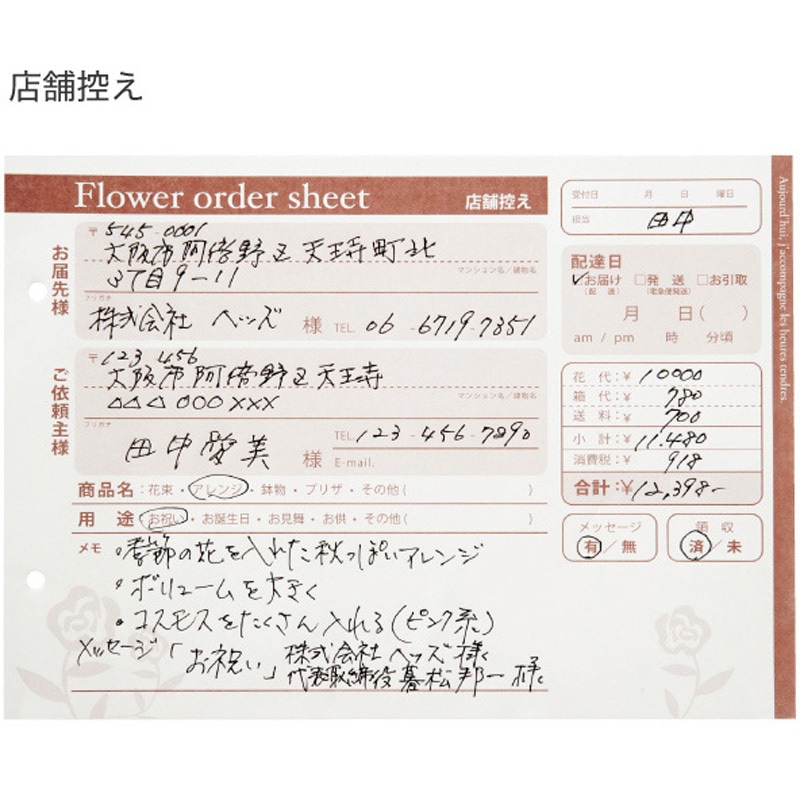 店舗控え
Flower order sheet 店舗控え
お届先様
〒545-0001
大阪市阿倍野区天王寺町北
3丁目9-11 マンション名/建物名
フリガナ
株式会社 ヘッズ 様 TEL. 06-6719-7351
ご依頼主様
〒123 456
大阪市阿倍野区天王寺
△△△○○○××× マンション名/建物名
フリガナ
田中愛美 様 TEL. 123-456-7890
E-mail.
商品名:花束・アレンジ・鉢物・ブリザ・その他( )
用途:お祝い・お誕生日・お見舞・お供・その他( )
メモ
・季節の花を入れた秋っぽいアレンジ
・ボリュームを大きく
・コスモスをたくさん入れる(ピンク系)
メッセージ「お祝い」株式会社ヘッズ様
代表取締役 暮松邦一様
受付日 月 日 曜日
担当 田中
配達日
✓お届け □発送 □お引取
(配 送) (宅急便発送)
月 日( )
am / pm 時 分頃
花代:¥10000
箱代:¥780
送料:¥700
小計:¥11.480
消費税:¥918
合計:¥12,398-
メッセージ
有/無
領収
済/未
Aujourd'hui, j'accompagne les heures tendres.